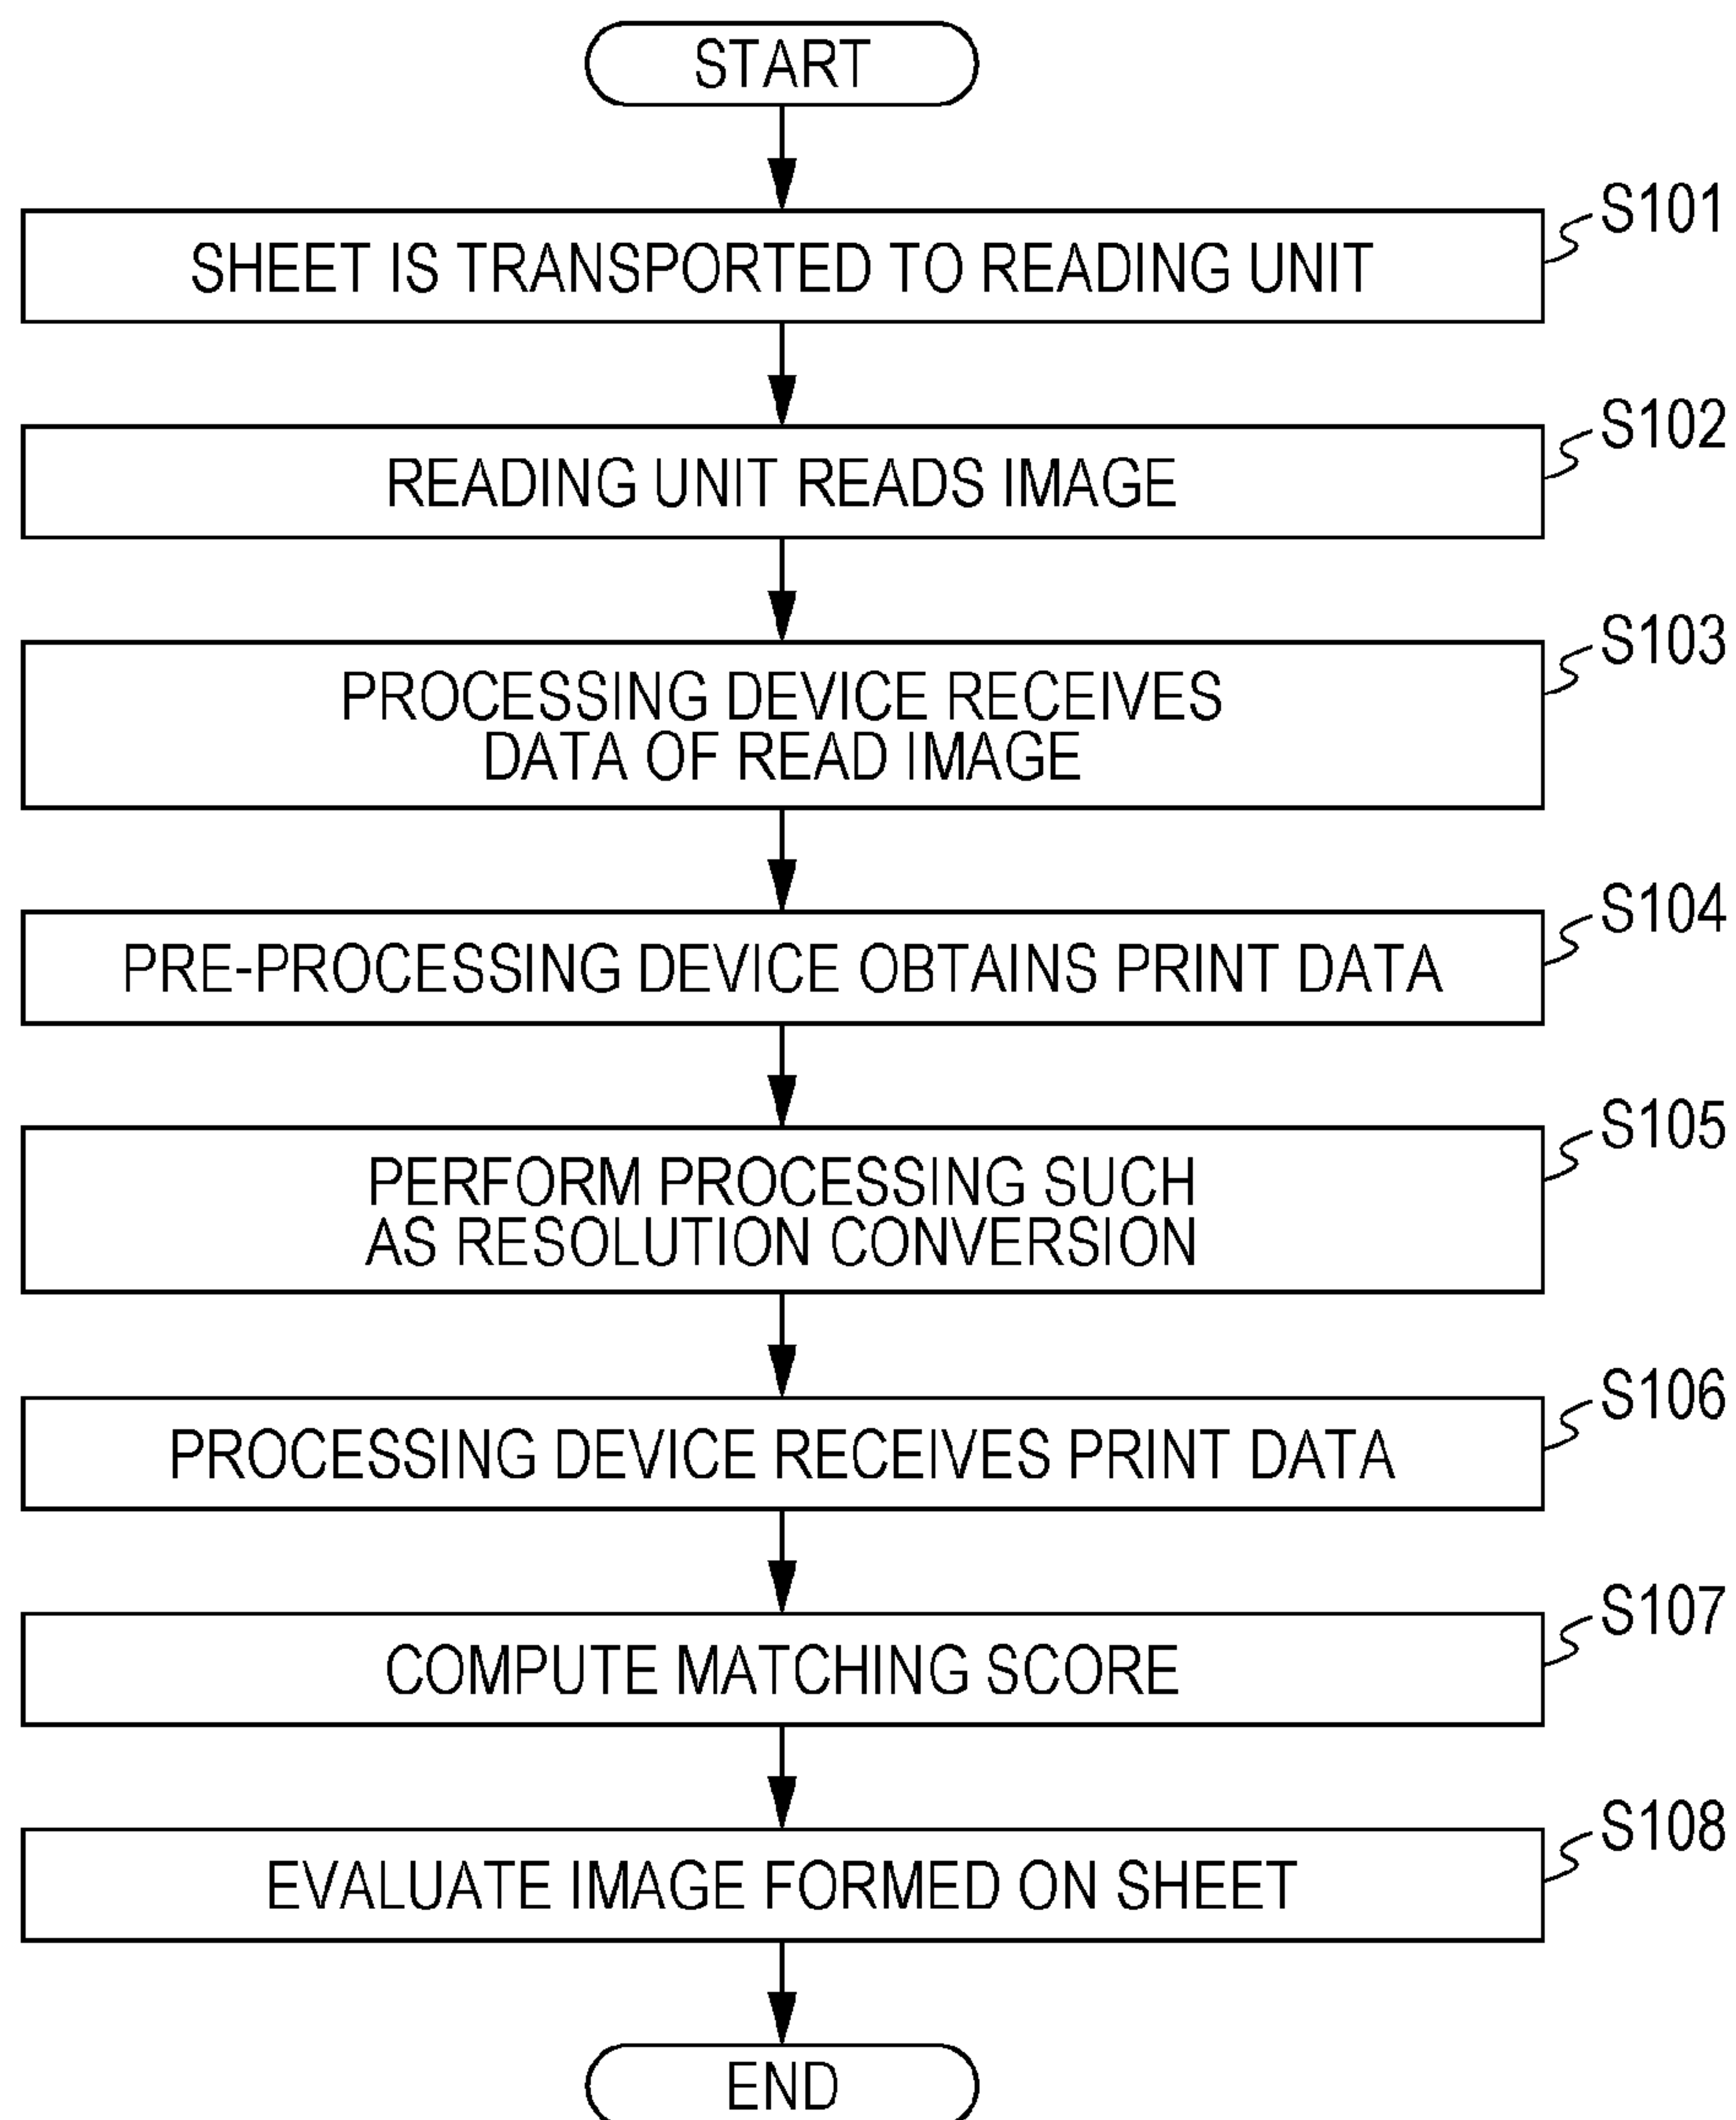 START
S101
SHEET IS TRANSPORTED TO READING UNIT
S102
READING UNIT READS IMAGE
S103
PROCESSING DEVICE RECEIVES
DATA OF READ IMAGE
S104
PRE-PROCESSING DEVICE OBTAINS PRINT DATA
S105
PERFORM PROCESSING SUCH
AS RESOLUTION CONVERSION
S106
PROCESSING DEVICE RECEIVES PRINT DATA
S107
COMPUTE MATCHING SCORE
S108
EVALUATE IMAGE FORMED ON SHEET
END